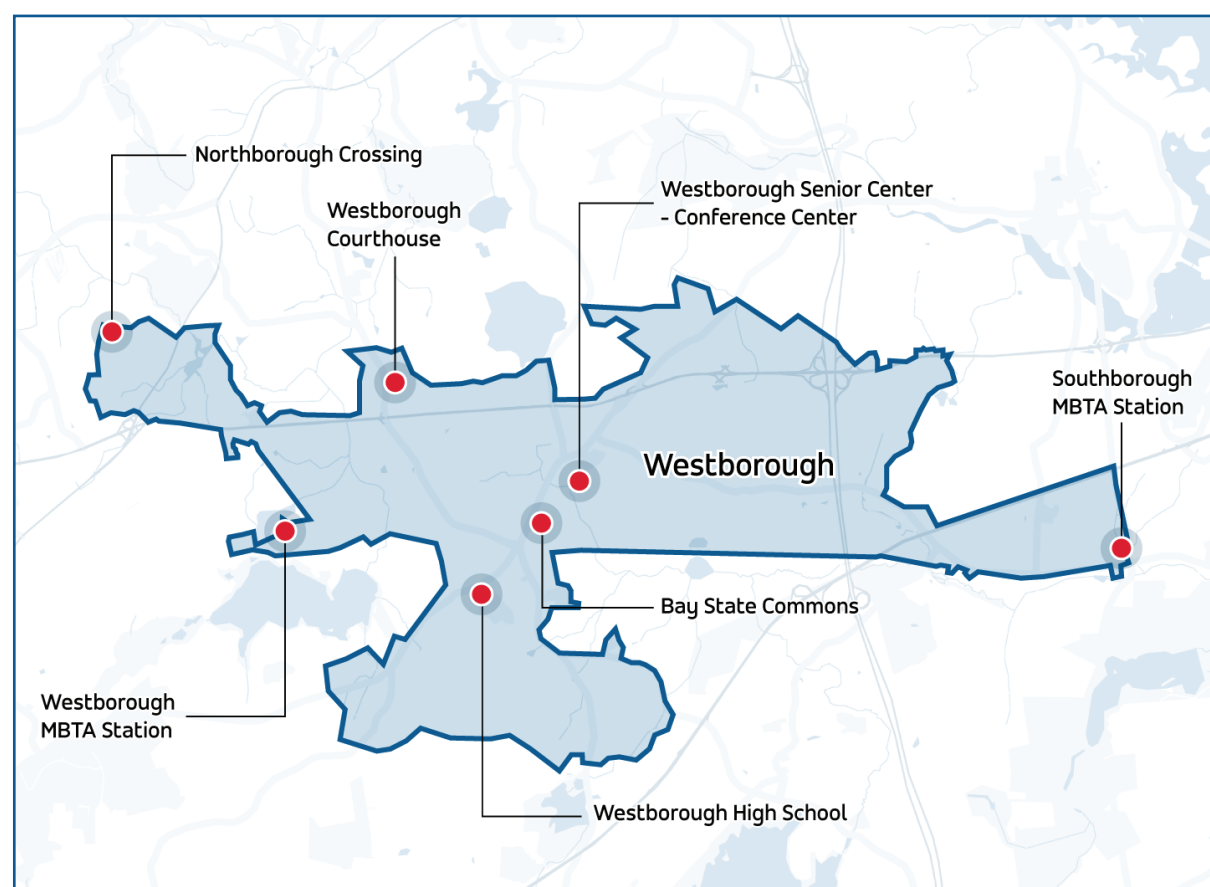 Northborough Crossing
Westborough
Courthouse
Westborough Senior Center
- Conference Center
Southborough
MBTA Station
Westborough
Bay State Commons
Westborough
MBTA Station
Westborough High School